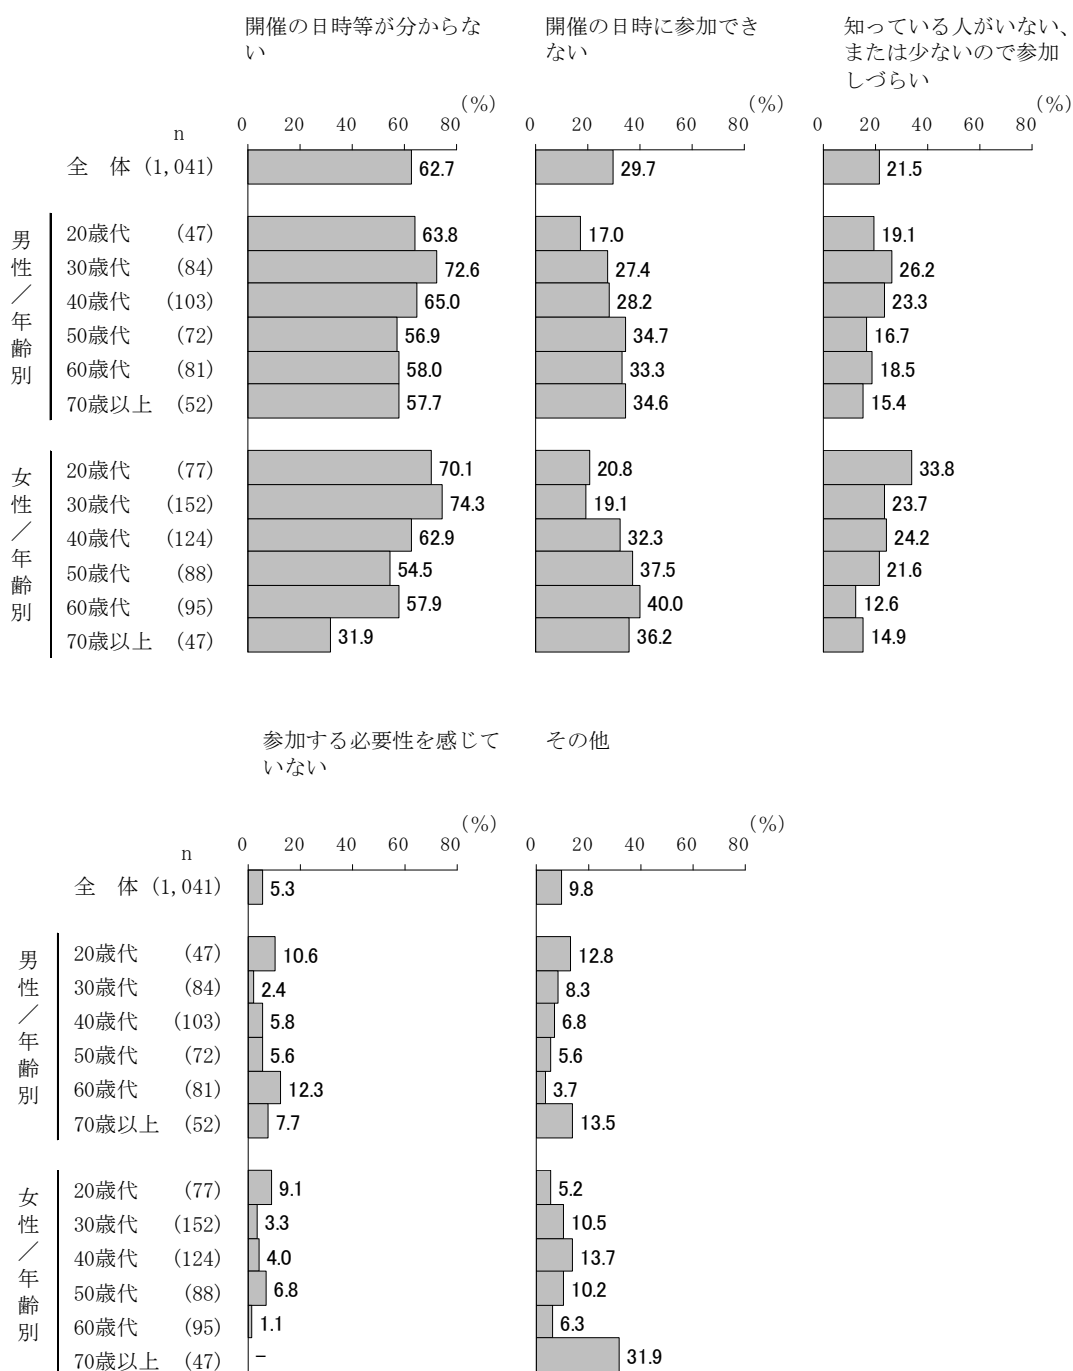 開催の日時等が分からな
い
開催の日時に参加でき
ない
知っている人がいない、
または少ないので参加
しづらい
(%) (%) (%)
n 0 20 40 60 80 0 20 40 60 80 0 20 40 60 80
全 体 (1,041) 62.7 29.7 21.5
男性／年齢別
20歳代 (47) 63.8 17.0 19.1
30歳代 (84) 72.6 27.4 26.2
40歳代 (103) 65.0 28.2 23.3
50歳代 (72) 56.9 34.7 16.7
60歳代 (81) 58.0 33.3 18.5
70歳以上 (52) 57.7 34.6 15.4
女性／年齢別
20歳代 (77) 70.1 20.8 33.8
30歳代 (152) 74.3 19.1 23.7
40歳代 (124) 62.9 32.3 24.2
50歳代 (88) 54.5 37.5 21.6
60歳代 (95) 57.9 40.0 12.6
70歳以上 (47) 31.9 36.2 14.9
参加する必要性を感じて
いない
その他
(%) (%)
n 0 20 40 60 80 0 20 40 60 80
全 体 (1,041) 5.3 9.8
男性／年齢別
20歳代 (47) 10.6 12.8
30歳代 (84) 2.4 8.3
40歳代 (103) 5.8 6.8
50歳代 (72) 5.6 5.6
60歳代 (81) 12.3 3.7
70歳以上 (52) 7.7 13.5
女性／年齢別
20歳代 (77) 9.1 5.2
30歳代 (152) 3.3 10.5
40歳代 (124) 4.0 13.7
50歳代 (88) 6.8 10.2
60歳代 (95) 1.1 6.3
70歳以上 (47) － 31.9